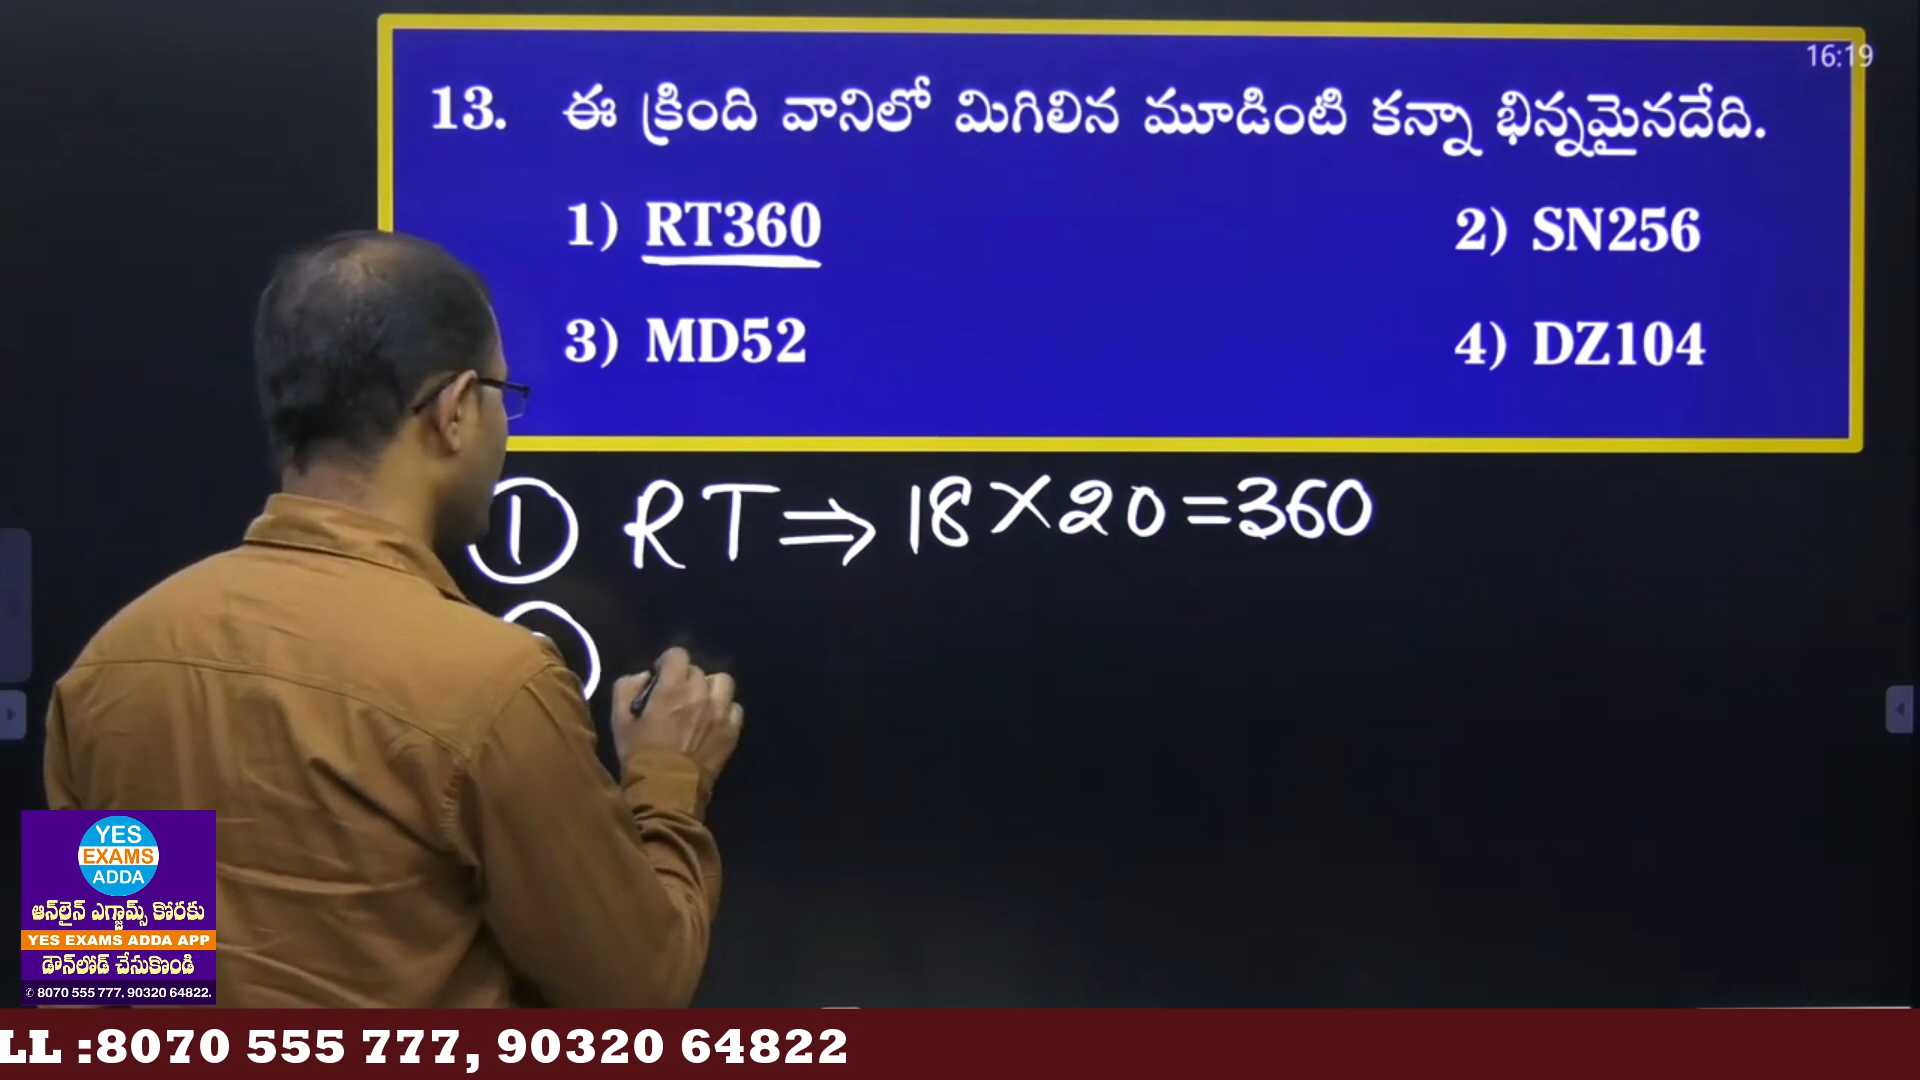 16:19
13. ఈ క్రింది వానిలో మిగిలిన మూడింటి కన్నా భిన్నమైనదేది.
1) RT360
2) SN256
3) MD52
4) DZ104
① RT ⇒ 18 × 20 = 360
YES
EXAMS
ADDA
ఆన్‌లైన్ ఎగ్జామ్స్ కొరకు
YES EXAMS ADDA APP
డౌన్‌లోడ్ చేసుకొండి
✆ 8070 555 777, 90320 64822.
LL :8070 555 777, 90320 64822